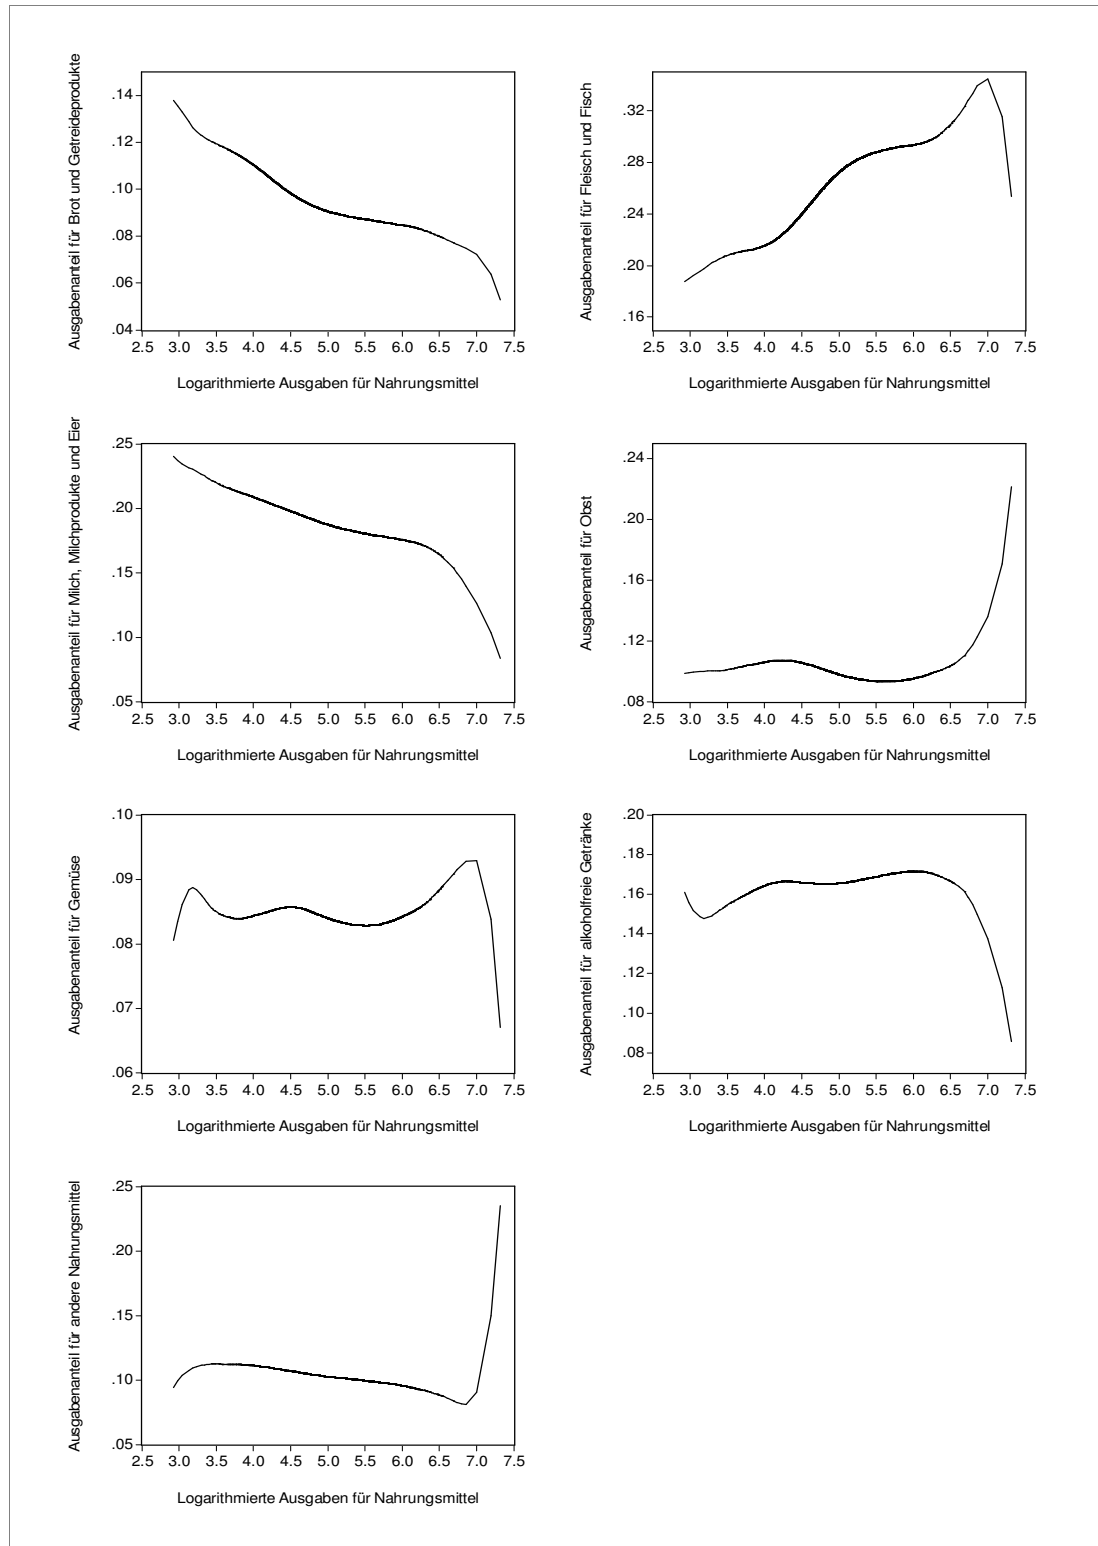 Ausgabenanteil für Brot und Getreideprodukte
.14
.12
.10
.08
.06
.04
2.5 3.0 3.5 4.0 4.5 5.0 5.5 6.0 6.5 7.0 7.5
Logarithmierte Ausgaben für Nahrungsmittel
Ausgabenanteil für Fleisch und Fisch
.32
.28
.24
.20
.16
2.5 3.0 3.5 4.0 4.5 5.0 5.5 6.0 6.5 7.0 7.5
Logarithmierte Ausgaben für Nahrungsmittel
Ausgabenanteil für Milch, Milchprodukte und Eier
.25
.20
.15
.10
.05
2.5 3.0 3.5 4.0 4.5 5.0 5.5 6.0 6.5 7.0 7.5
Logarithmierte Ausgaben für Nahrungsmittel
Ausgabenanteil für Obst
.24
.20
.16
.12
.08
2.5 3.0 3.5 4.0 4.5 5.0 5.5 6.0 6.5 7.0 7.5
Logarithmierte Ausgaben für Nahrungsmittel
Ausgabenanteil für Gemüse
.10
.09
.08
.07
.06
2.5 3.0 3.5 4.0 4.5 5.0 5.5 6.0 6.5 7.0 7.5
Logarithmierte Ausgaben für Nahrungsmittel
Ausgabenanteil für alkoholfreie Getränke
.20
.18
.16
.14
.12
.10
.08
2.5 3.0 3.5 4.0 4.5 5.0 5.5 6.0 6.5 7.0 7.5
Logarithmierte Ausgaben für Nahrungsmittel
Ausgabenanteil für andere Nahrungsmittel
.25
.20
.15
.10
.05
2.5 3.0 3.5 4.0 4.5 5.0 5.5 6.0 6.5 7.0 7.5
Logarithmierte Ausgaben für Nahrungsmittel